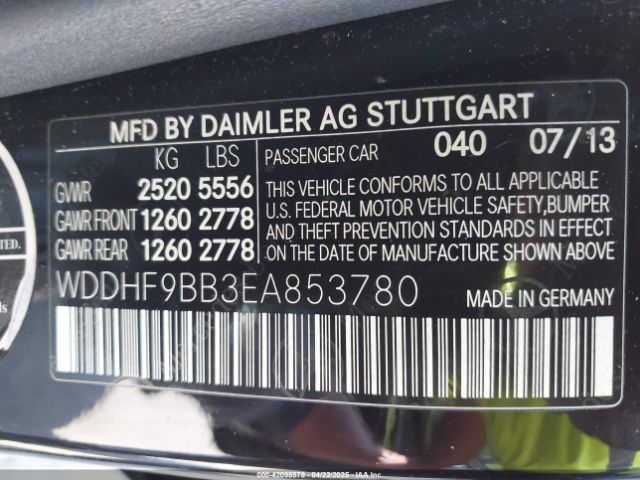 MFD BY DAIMLER AG STUTTGART
KG LBS
GVWR 2520 5556
GAWR FRONT 1260 2778
GAWR REAR 1260 2778
PASSENGER CAR 040 07/13
THIS VEHICLE CONFORMS TO ALL APPLICABLE
U.S. FEDERAL MOTOR VEHICLE SAFETY,BUMPER
AND THEFT PREVENTION STANDARDS IN EFFECT
ON THE DATE OF MANUFACTURE SHOWN ABOVE
WDDHF9BB3EA853780 MADE IN GERMANY
000-42098579 - 04/22/2025 - IAA Inc.